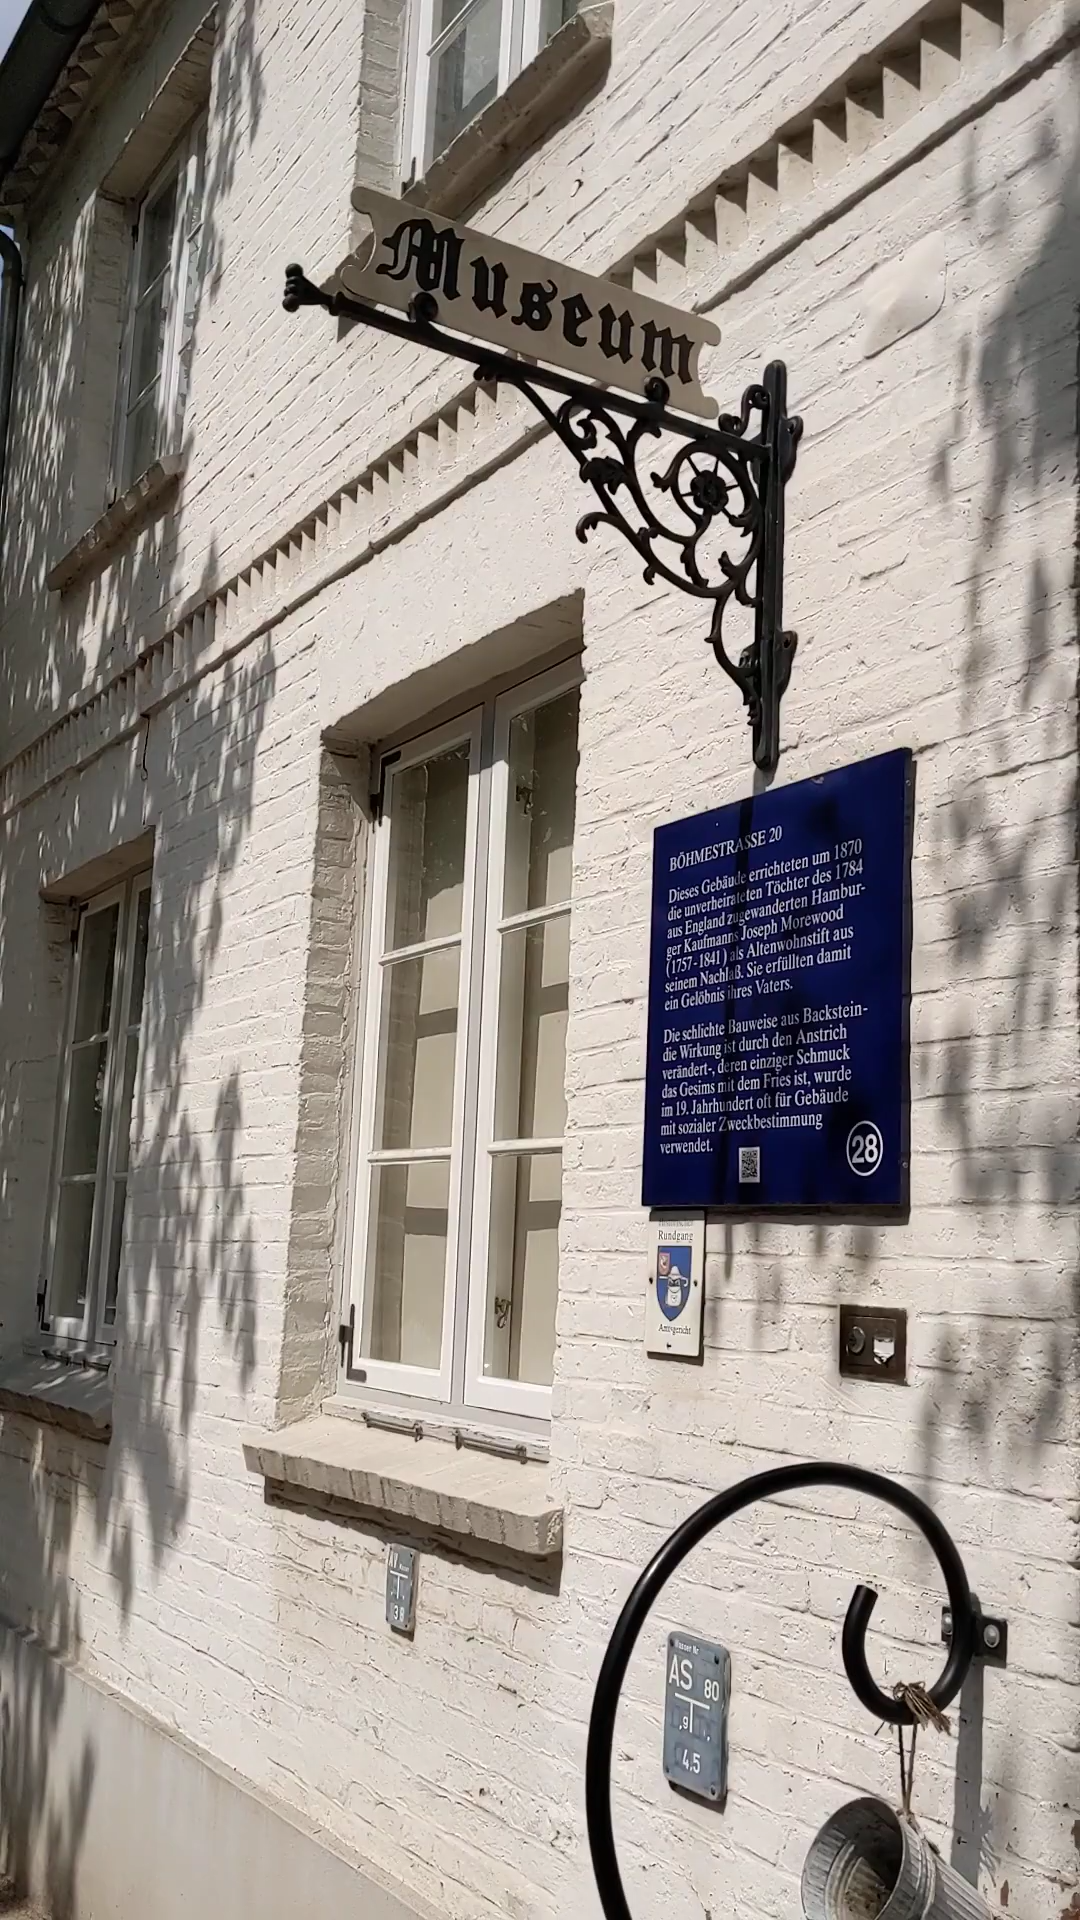 Museum
BÖHMESTRASSE 20
Dieses Gebäude errichteten um 1870
die unverheirateten Töchter des 1784
aus England zugewanderten Hambur-
ger Kaufmanns Joseph Morewood
(1757-1841) als Altenwohnstift aus
seinem Nachlaß. Sie erfüllten damit
ein Gelöbnis ihres Vaters.
Die schlichte Bauweise aus Backstein-
die Wirkung ist durch den Anstrich
verändert-, deren einziger Schmuck
das Gesims mit dem Fries ist, wurde
im 19. Jahrhundert oft für Gebäude
mit sozialer Zweckbestimmung
verwendet.
28
Rundgang
Amtsgericht
Wasser Nr
AS 80
4,5